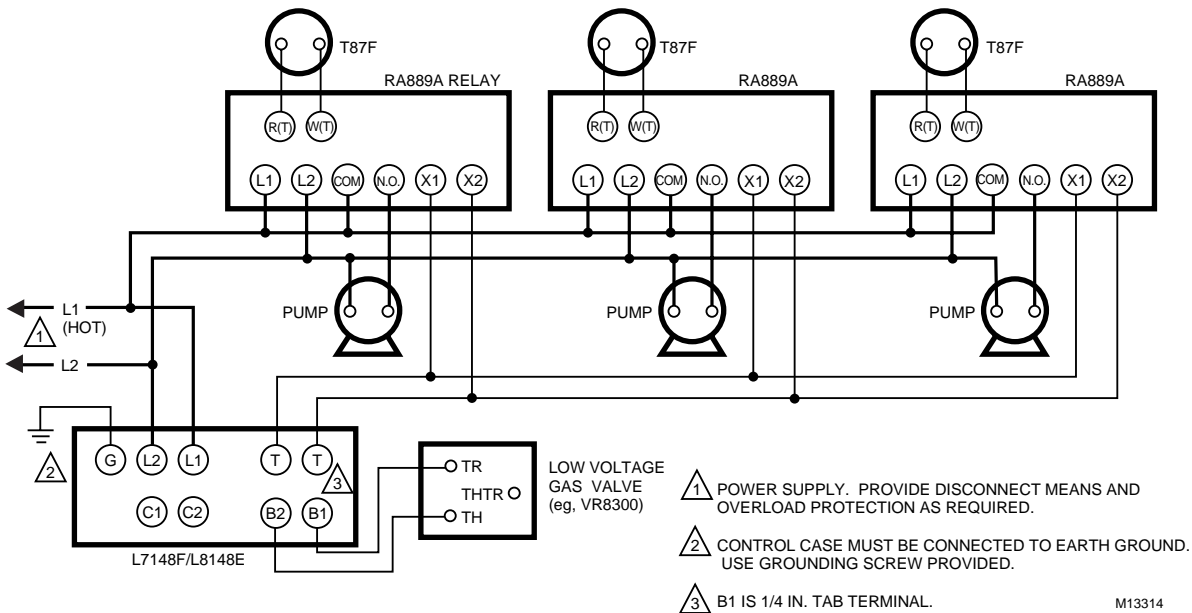 T87F
T87F
T87F
RA889A RELAY
RA889A
RA889A
R(T) W(T)
R(T) W(T)
R(T) W(T)
L1 L2 COM N.O. X1 X2
L1 L2 COM N.O. X1 X2
L1 L2 COM N.O. X1 X2
PUMP
PUMP
PUMP
L1
(HOT)
1
L2
G L2 L1 T T
2
3
C1 C2 B2 B1
L7148F/L8148E
TR
THTR
TH
LOW VOLTAGE
GAS VALVE
(eg, VR8300)
1 POWER SUPPLY. PROVIDE DISCONNECT MEANS AND
OVERLOAD PROTECTION AS REQUIRED.
2 CONTROL CASE MUST BE CONNECTED TO EARTH GROUND.
USE GROUNDING SCREW PROVIDED.
3 B1 IS 1/4 IN. TAB TERMINAL.
M13314